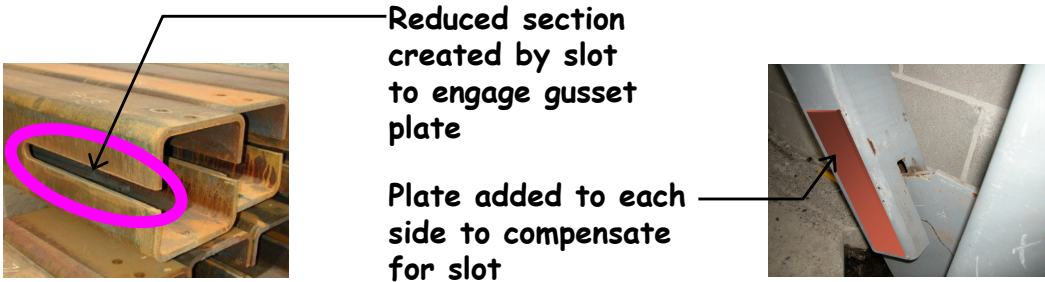 Reduced section
created by slot
to engage gusset
plate
Plate added to each
side to compensate
for slot